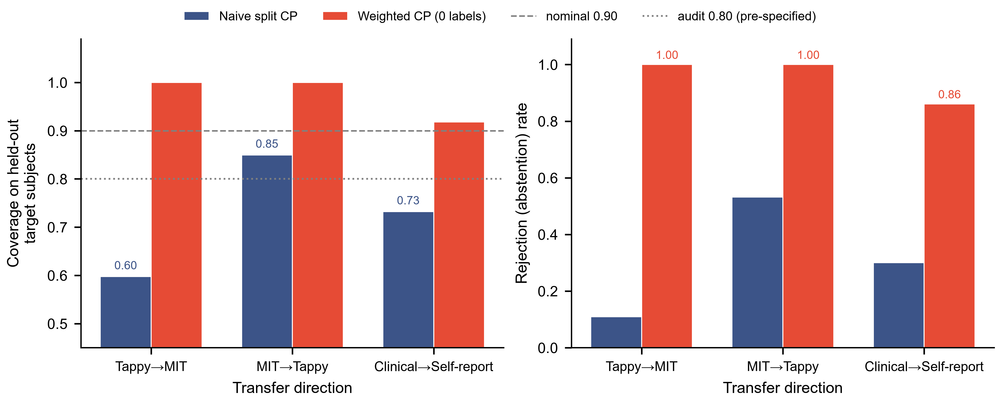 Naive split CP
Weighted CP (0 labels)
nominal 0.90
audit 0.80 (pre-specified)
Coverage on held-out
target subjects
1.0
0.9
0.8
0.7
0.6
0.5
0.60
0.85
0.73
Tappy→MIT
MIT→Tappy
Clinical→Self-report
Transfer direction
Rejection (abstention) rate
1.0
0.8
0.6
0.4
0.2
0.0
1.00
1.00
0.86
Tappy→MIT
MIT→Tappy
Clinical→Self-report
Transfer direction